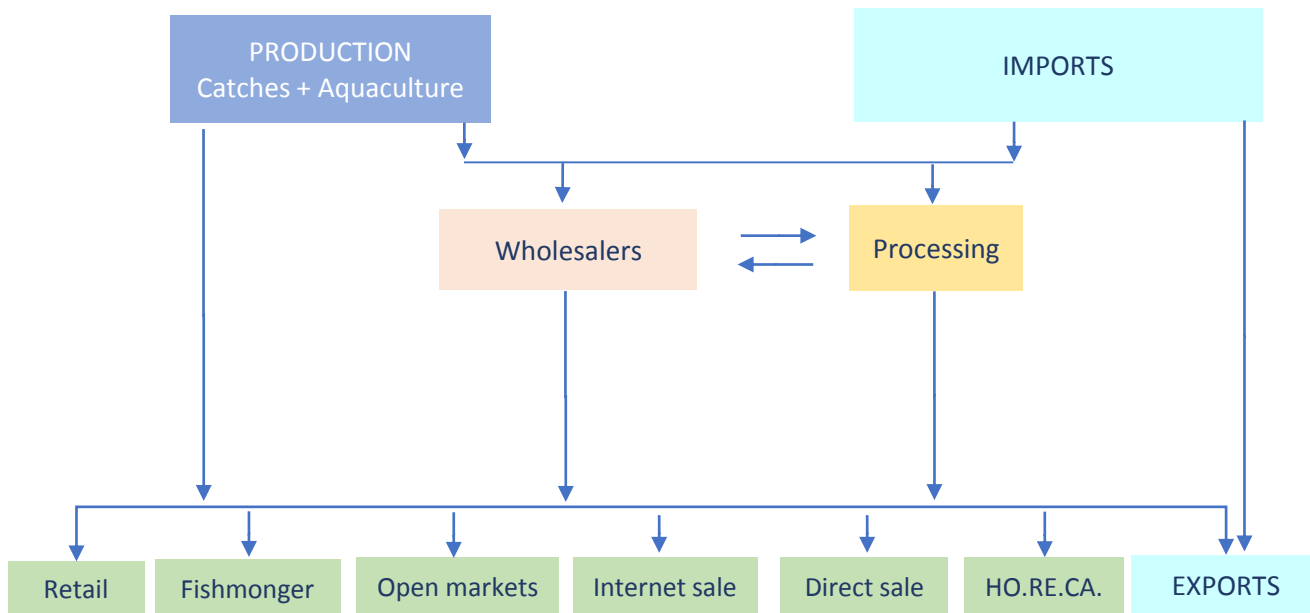 PRODUCTION
Catches + Aquaculture
IMPORTS
Wholesalers
Processing
Retail
Fishmonger
Open markets
Internet sale
Direct sale
HO.RE.CA.
EXPORTS